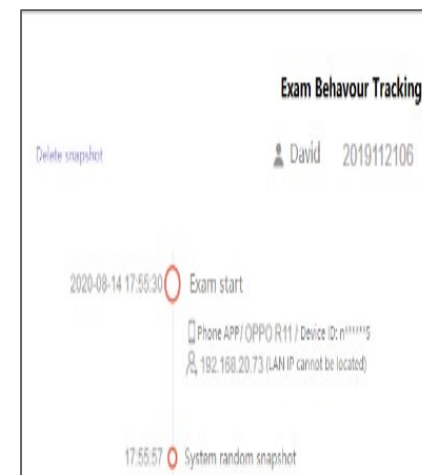 Exam Behavour Tracking
Delete snapshot
David 2019112106
2020-08-14 17:55:30 Exam start
Phone APP/ OPPO R11 / Device ID: n******5
192.168.20.73 (LAN IP cannot be located)
17:55:57 System random snapshot